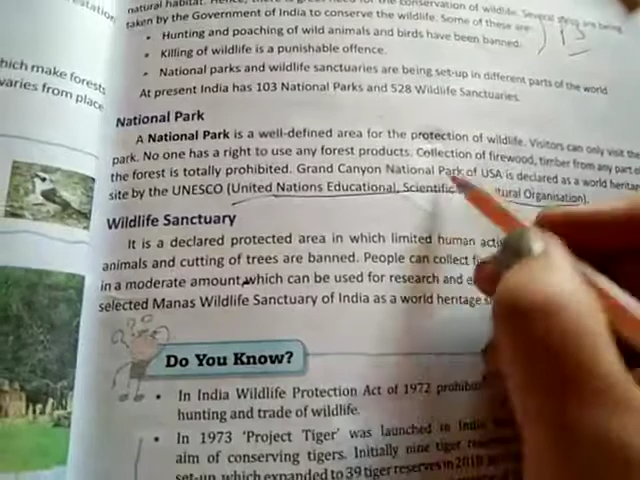 station
natural habitat. Hence, there is great need for the conservation of wildlife. Several steps are being
taken by the Government of India to conserve the wildlife. Some of these are:
• Hunting and poaching of wild animals and birds have been banned.
• Killing of wildlife is a punishable offence.
• National parks and wildlife sanctuaries are being set-up in different parts of the world
At present India has 103 National Parks and 528 Wildlife Sanctuaries.
which make forests
varies from place
National Park
A National Park is a well-defined area for the protection of wildlife. Visitors can only visit the
park. No one has a right to use any forest products. Collection of firewood, timber from any part of
the forest is totally prohibited. Grand Canyon National Park of USA is declared as a world heritag
site by the UNESCO (United Nations Educational, Scientific tural Organisation).
Wildlife Sanctuary
It is a declared protected area in which limited human acti
animals and cutting of trees are banned. People can collect
in a moderate amount, which can be used for research and e
selected Manas Wildlife Sanctuary of India as a world heritage s
Do You Know?
• In India Wildlife Protection Act of 1972 prohibi
hunting and trade of wildlife.
• In 1973 'Project Tiger' was launched in India
aim of conserving tigers. Initially nine tiger
set-up, which expanded to 39 tiger reserves in